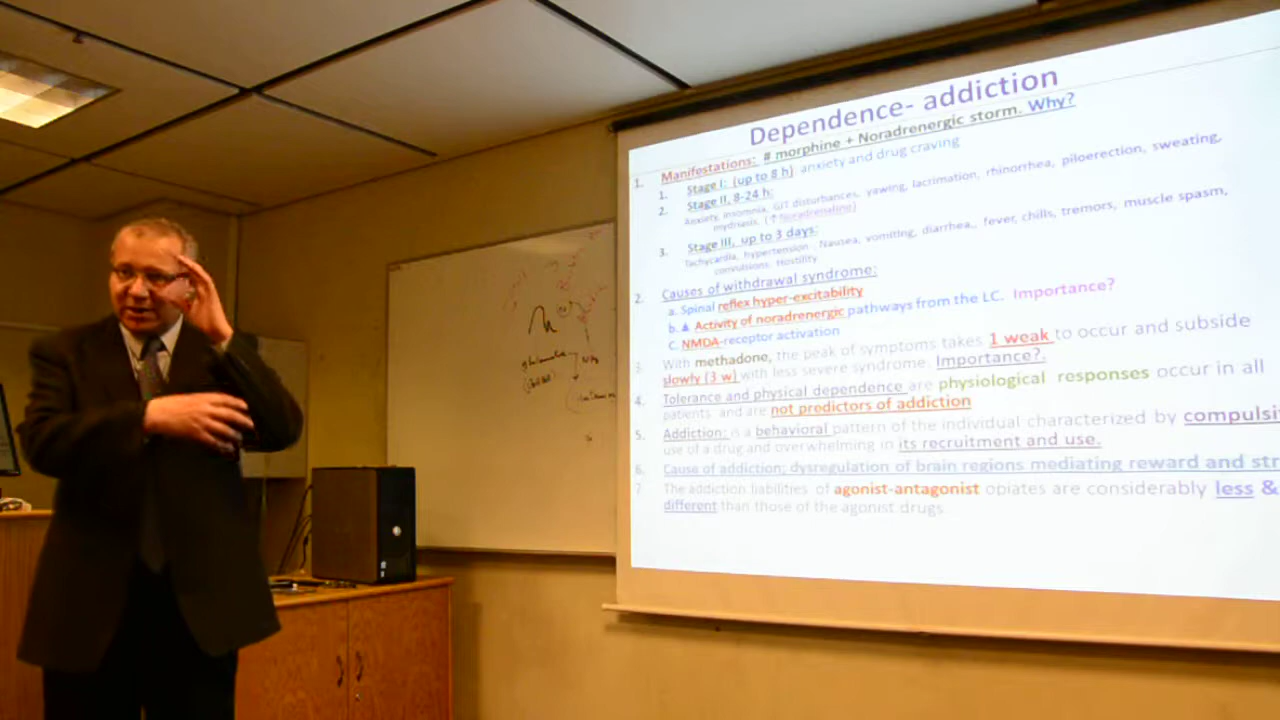 Dependence- addiction
1. Manifestations: # morphine + Noradrenergic storm. Why?
1. Stage I: (up to 8 h) anxiety and drug craving
2. Stage II, 8-24 h:
Anxiety, insomnia, GIT disturbances, yawing, lacrimation, rhinorrhea, piloerection, sweating,
mydriasis, (↑ Noradrenaline)
3. Stage III, up to 3 days:
Tachycardia, hypertension, Nausea, vomiting, diarrhea,, fever, chills, tremors, muscle spasm,
convulsions. Hostility
2. Causes of withdrawal syndrome:
a. Spinal reflex hyper-excitability
b. Activity of noradrenergic pathways from the LC. Importance?
C. NMDA-receptor activation
3. With methadone, the peak of symptoms takes 1 weak to occur and subside
slowly (3 w) with less severe syndrome. Importance?.
4. Tolerance and physical dependence are physiological responses occur in all
patients and are not predictors of addiction
5. Addiction: is a behavioral pattern of the individual characterized by compulsi
use of a drug and overwhelming in its recruitment and use.
6. Cause of addiction; dysregulation of brain regions mediating reward and str
7. The addiction liabilities of agonist-antagonist opiates are considerably less &
different than those of the agonist drugs.